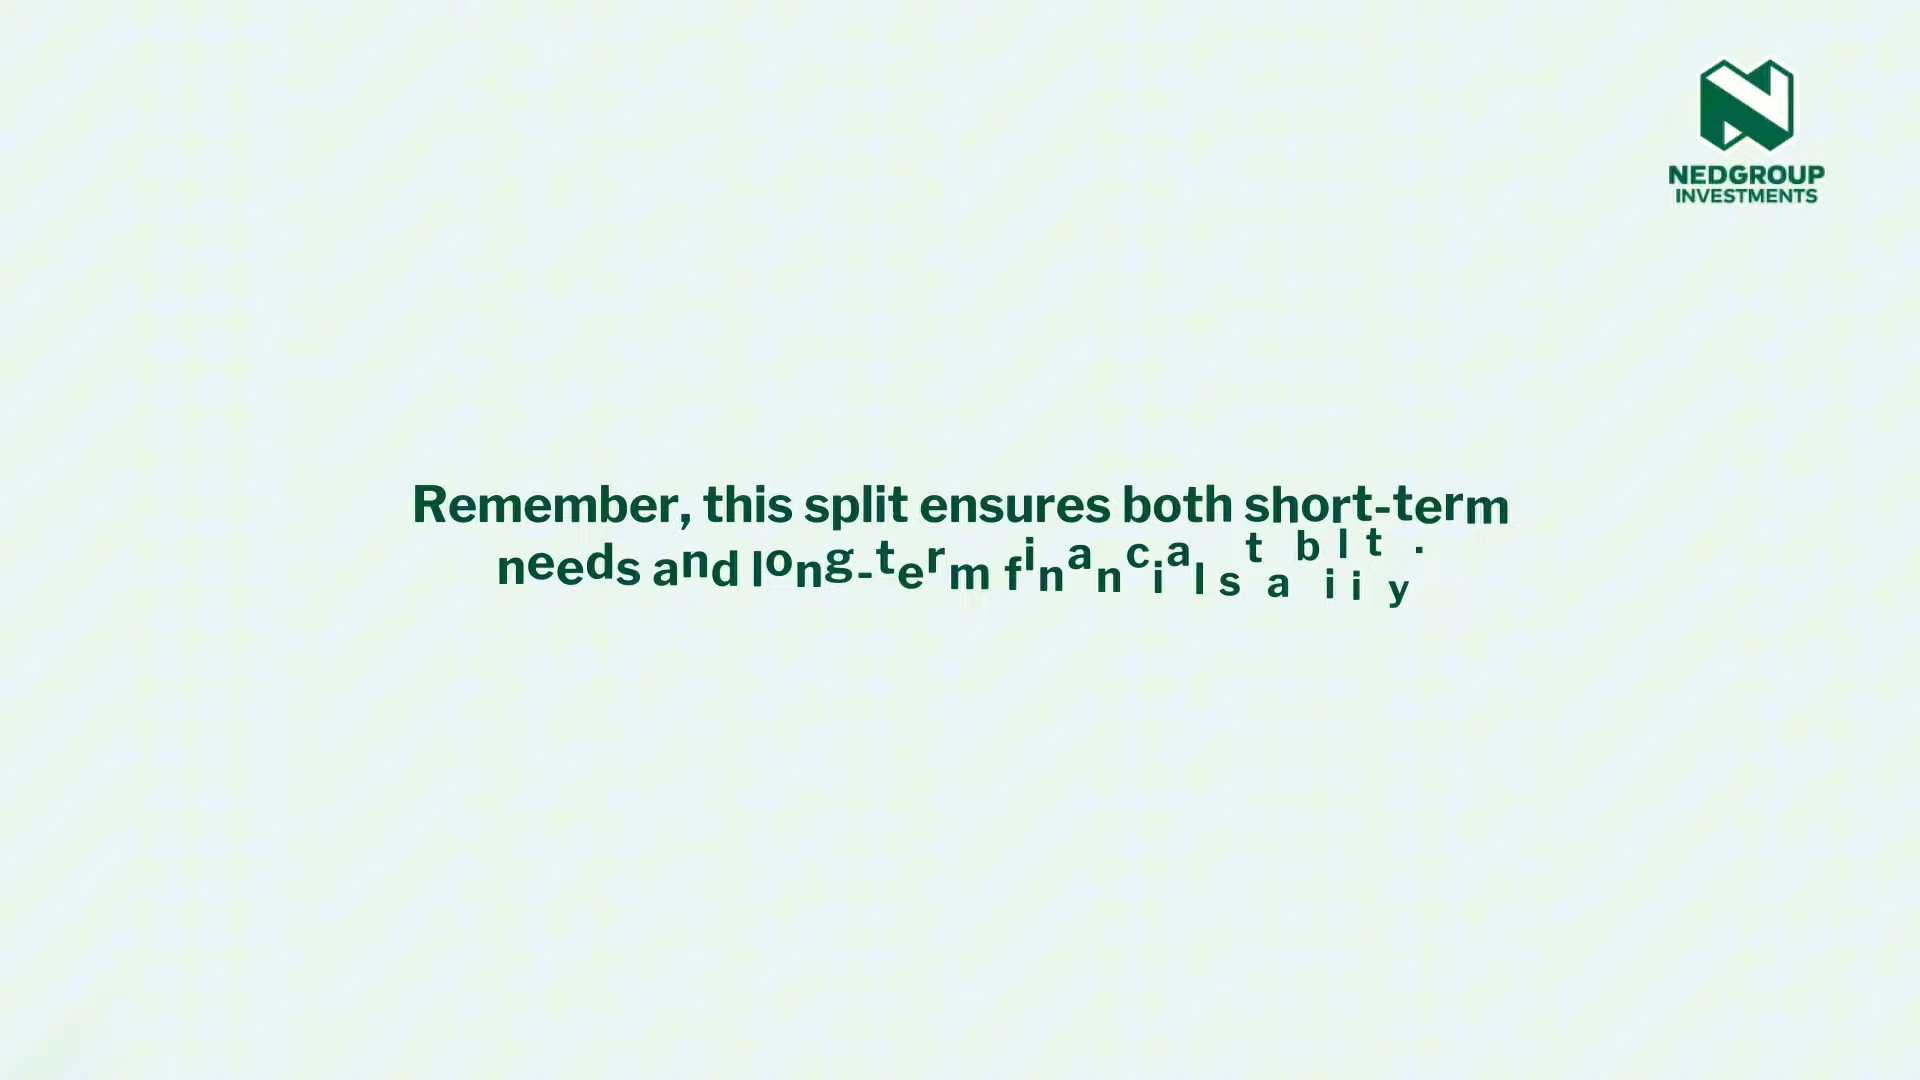 NEDGROUP
INVESTMENTS
Remember, this split ensures both short-term
needs and long-term financial stability.